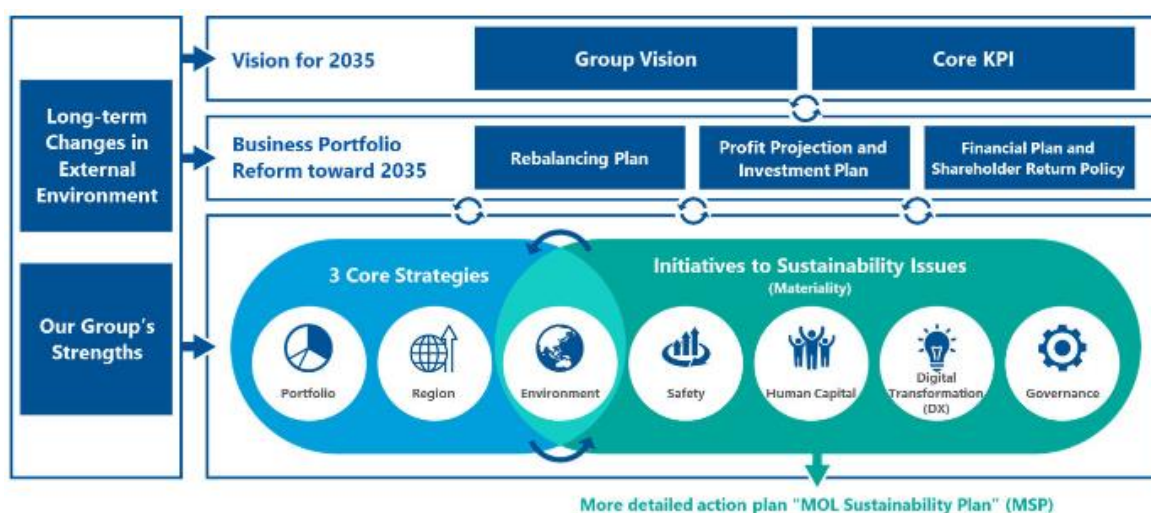 Long-term
Changes in
External
Environment
Our Group's
Strengths
Vision for 2035
Group Vision
Core KPI
Business Portfolio
Reform toward 2035
Rebalancing Plan
Profit Projection and
Investment Plan
Financial Plan and
Shareholder Return Policy
3 Core Strategies
Initiatives to Sustainability Issues
(Materiality)
Portfolio
Region
Environment
Safety
Human Capital
Digital
Transformation
(DX)
Governance
More detailed action plan "MOL Sustainability Plan" (MSP)